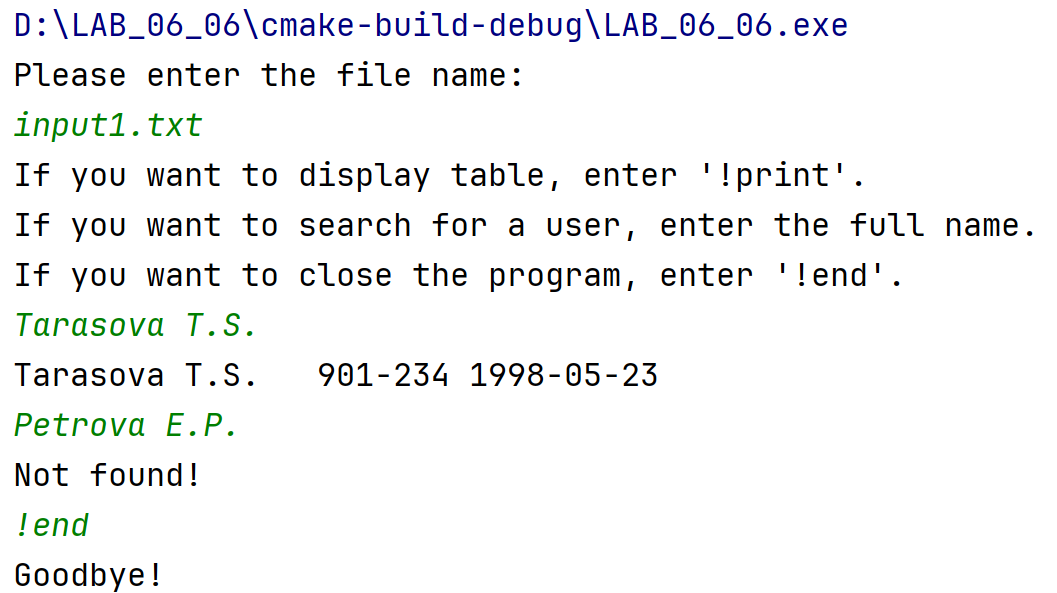 D:\LAB_06_06\cmake-build-debug\LAB_06_06.exe
Please enter the file name:
input1.txt
If you want to display table, enter '!print'.
If you want to search for a user, enter the full name.
If you want to close the program, enter '!end'.
Tarasova T.S.
Tarasova T.S.   901-234 1998-05-23
Petrova E.P.
Not found!
!end
Goodbye!